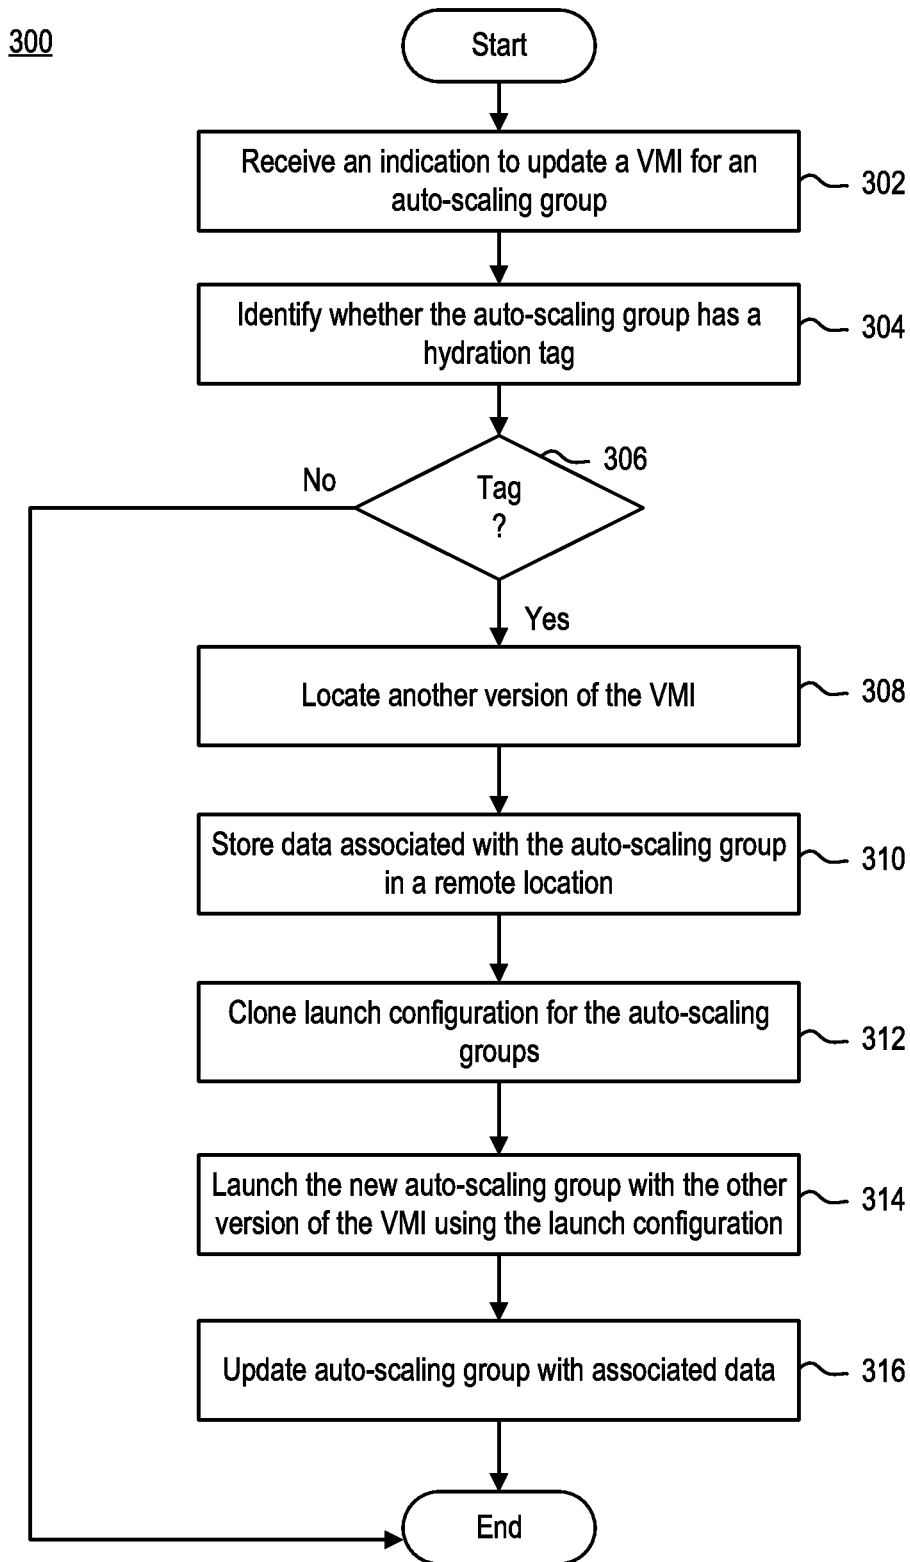 300
Start
Receive an indication to update a VMI for an
auto-scaling group
302
Identify whether the auto-scaling group has a
hydration tag
304
306
No
Tag
?
Yes
Locate another version of the VMI
308
Store data associated with the auto-scaling group
in a remote location
310
Clone launch configuration for the auto-scaling
groups
312
Launch the new auto-scaling group with the other
version of the VMI using the launch configuration
314
Update auto-scaling group with associated data
316
End